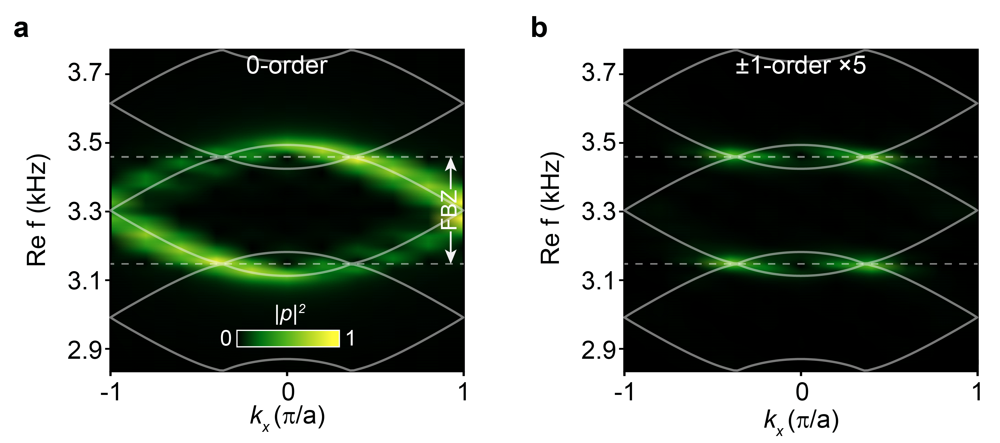 a
0-order
3.7
3.5
3.3
3.1
2.9
Re f (kHz)
FBZ
|p|²
0
1
-1
0
1
kₓ (π/a)
b
±1-order ×5
3.7
3.5
3.3
3.1
2.9
Re f (kHz)
-1
0
1
kₓ (π/a)